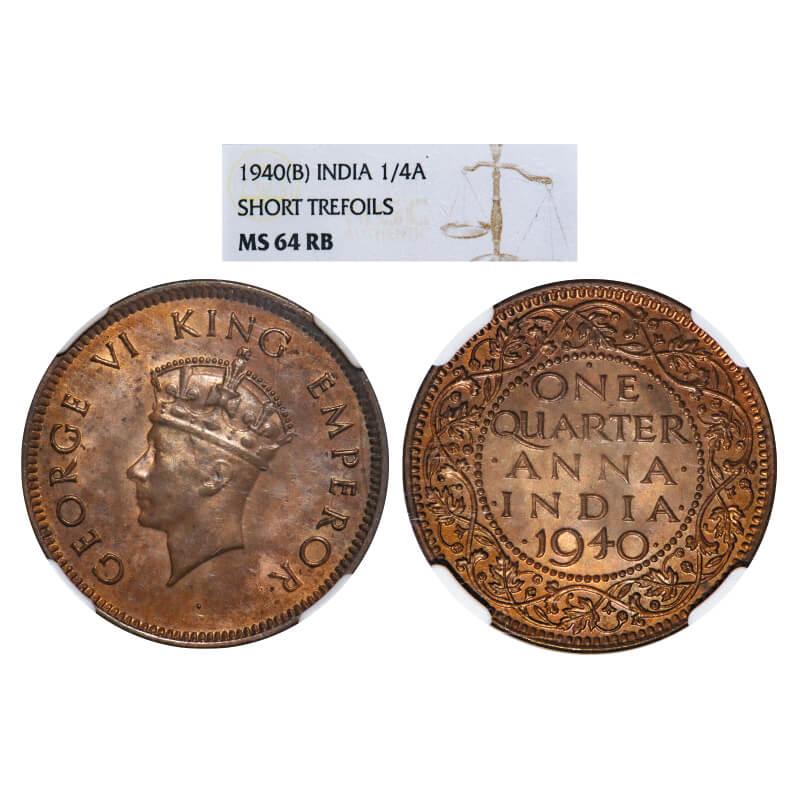 1940(B) INDIA 1/4A
SHORT TREFOILS
MS 64 RB
GEORGE VI KING EMPEROR
ONE
QUARTER
ANNA
INDIA
1940